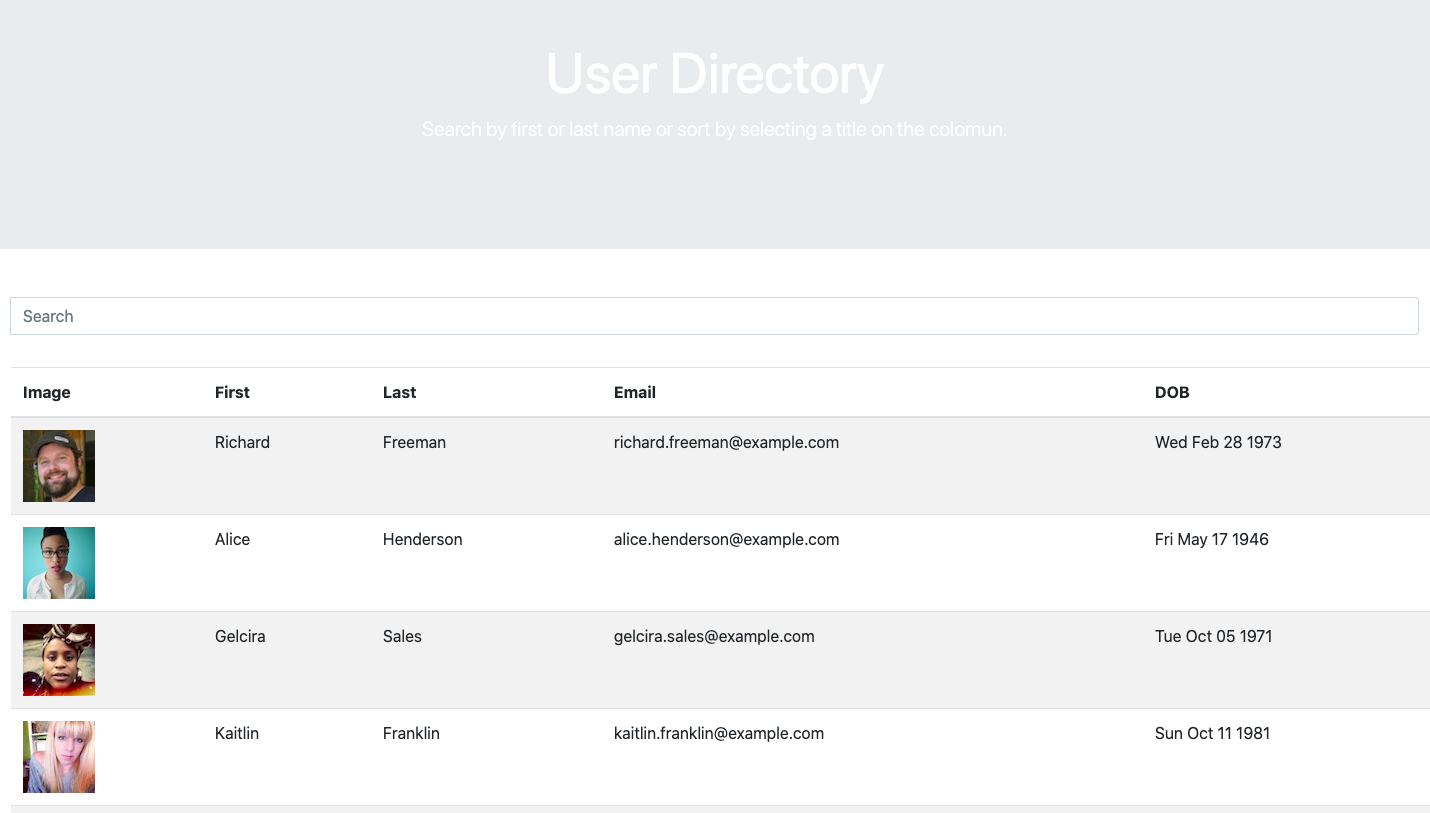 User Directory
Search by first or last name or sort by selecting a title on the colomun.
Search
Image First Last Email DOB
Richard Freeman richard.freeman@example.com Wed Feb 28 1973
Alice Henderson alice.henderson@example.com Fri May 17 1946
Gelcira Sales gelcira.sales@example.com Tue Oct 05 1971
Kaitlin Franklin kaitlin.franklin@example.com Sun Oct 11 1981